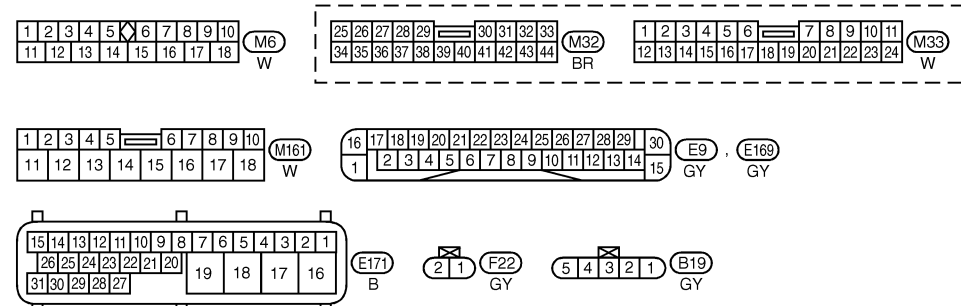 1 2 3 4 5 6 7 8 9 10
11 12 13 14 15 16 17 18
M6
W
25 26 27 28 29 30 31 32 33
34 35 36 37 38 39 40 41 42 43 44
M32
BR
1 2 3 4 5 6 7 8 9 10 11
12 13 14 15 16 17 18 19 20 21 22 23 24
M33
W
1 2 3 4 5 6 7 8 9 10
11 12 13 14 15 16 17 18
M161
W
16 17 18 19 20 21 22 23 24 25 26 27 28 29 30
1 2 3 4 5 6 7 8 9 10 11 12 13 14 15
E9 , E169
GY GY
15 14 13 12 11 10 9 8 7 6 5 4 3 2 1
26 25 24 23 22 21 20 19 18 17 16
31 30 29 28 27
E171
B
2 1
F22
GY
5 4 3 2 1
B19
GY